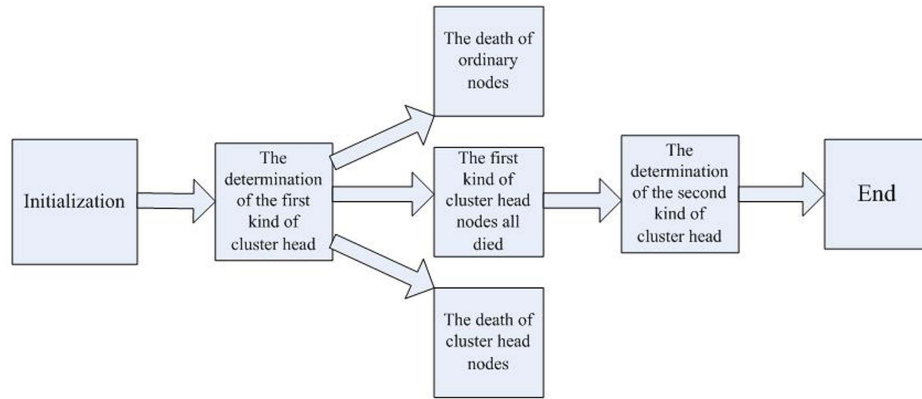 The death of
ordinary
nodes
Initialization
The
determination
of the first
kind of
cluster head
The first
kind of
cluster head
nodes all
died
The
determination
of the second
kind of
cluster head
End
The death of
cluster head
nodes